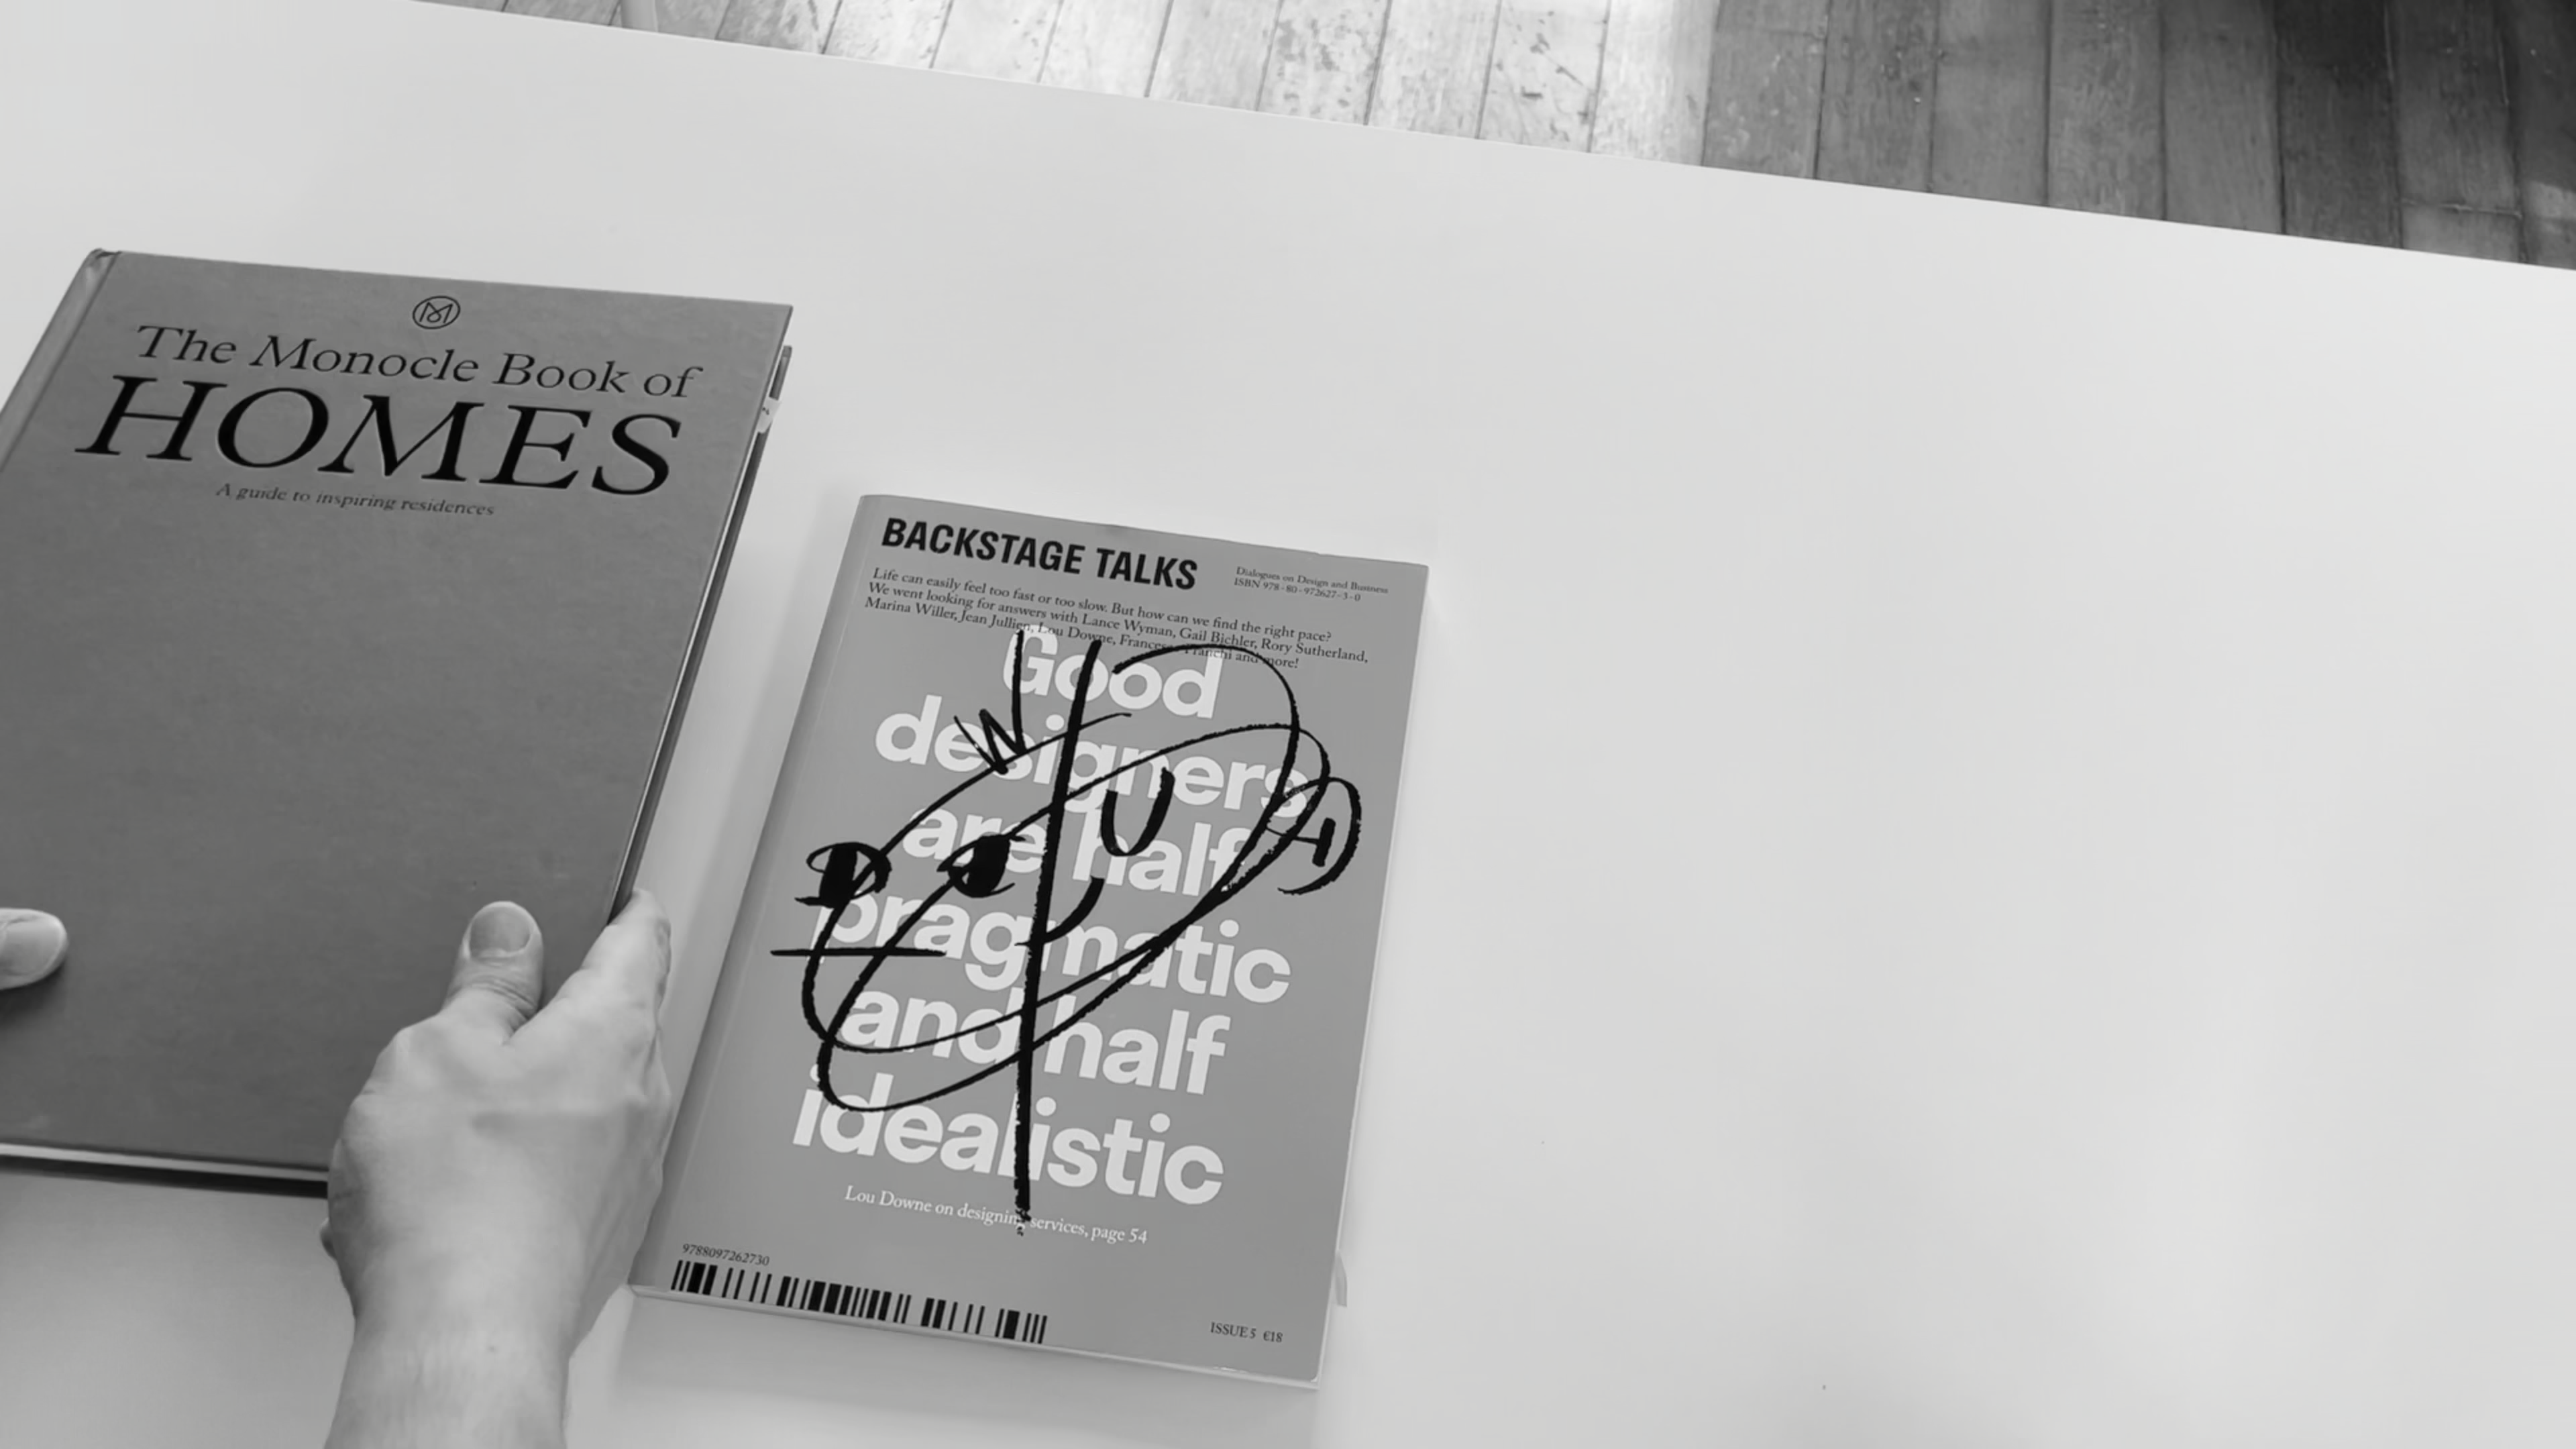 The Monocle Book of
HOMES
A guide to inspiring residences
BACKSTAGE TALKS
Dialogues on Design and Business
ISBN 978-80-972627-3-0
Life can easily feel too fast or too slow. But how can we find the right pace?
We went looking for answers with Lance Wyman, Gail Bichler, Rory Sutherland,
Marina Willer, Jean Jullien, Lou Downe, Francesco Franchi and more!
Good
designers
are half
pragmatic
and half
idealistic
Lou Downe on designing services, page 54
9788097262730
ISSUE 5 €18